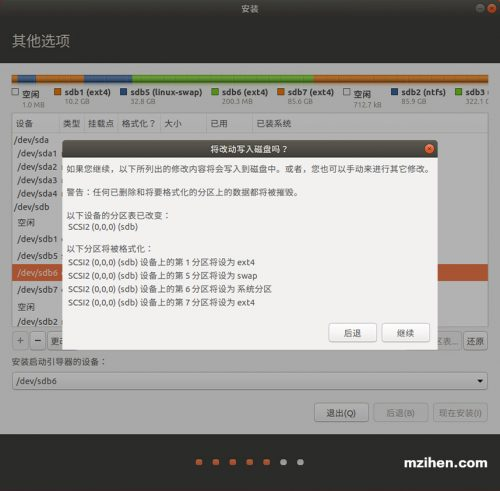 安装
其他选项
空闲 sdb1 (ext4) sdb5 (linux-swap) sdb6 (ext4) sdb7 (ext4) 空闲 sdb2 (ntfs) sdb3
1.0 MB 10.2 GB 32.8 GB 200.3 MB 85.6 GB 712.7 kB 85.9 GB 322.1
设备 类型 挂载点 格式化？ 大小 已用 已装系统
/dev/sda
/dev/sda1
/dev/sda2
/dev/sda3
/dev/sda4
/dev/sdb
空闲
/dev/sdb1
/dev/sdb5
/dev/sdb6
/dev/sdb7
空闲
/dev/sdb2
将改动写入磁盘吗？
如果您继续，以下所列出的修改内容将会写入到磁盘中。或者，您也可以手动来进行其它修改。
警告：任何已删除和将要格式化的分区上的数据都将被摧毁。
以下设备的分区表已改变：
SCSI2 (0,0,0) (sdb)
以下分区将被格式化：
SCSI2 (0,0,0) (sdb) 设备上的第 1 分区将设为 ext4
SCSI2 (0,0,0) (sdb) 设备上的第 5 分区将设为 swap
SCSI2 (0,0,0) (sdb) 设备上的第 6 分区将设为 系统分区
SCSI2 (0,0,0) (sdb) 设备上的第 7 分区将设为 ext4
后退 继续
+ − 更 区表... 还原
安装启动引导器的设备：
/dev/sdb6
退出(Q) 后退(B) 现在安装(I)
mzihen.com